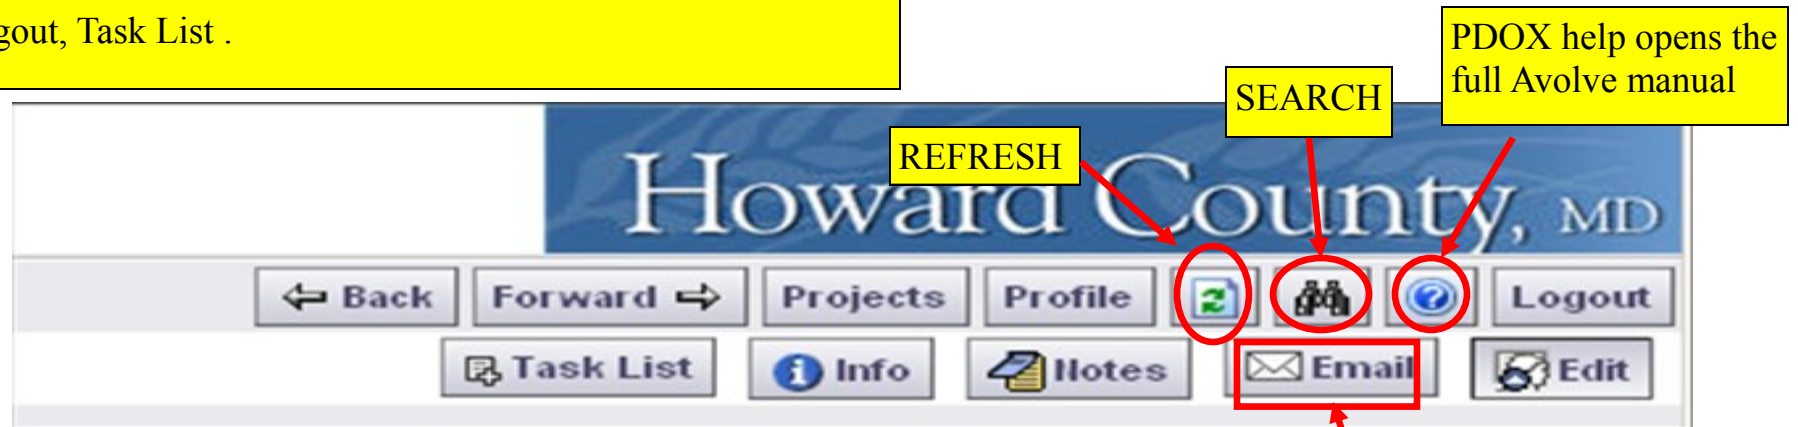 gout, Task List .
PDOX help opens the
full Avolve manual
SEARCH
REFRESH
Howard County, MD
Back Forward Projects Profile Logout
Task List Info Notes Email Edit